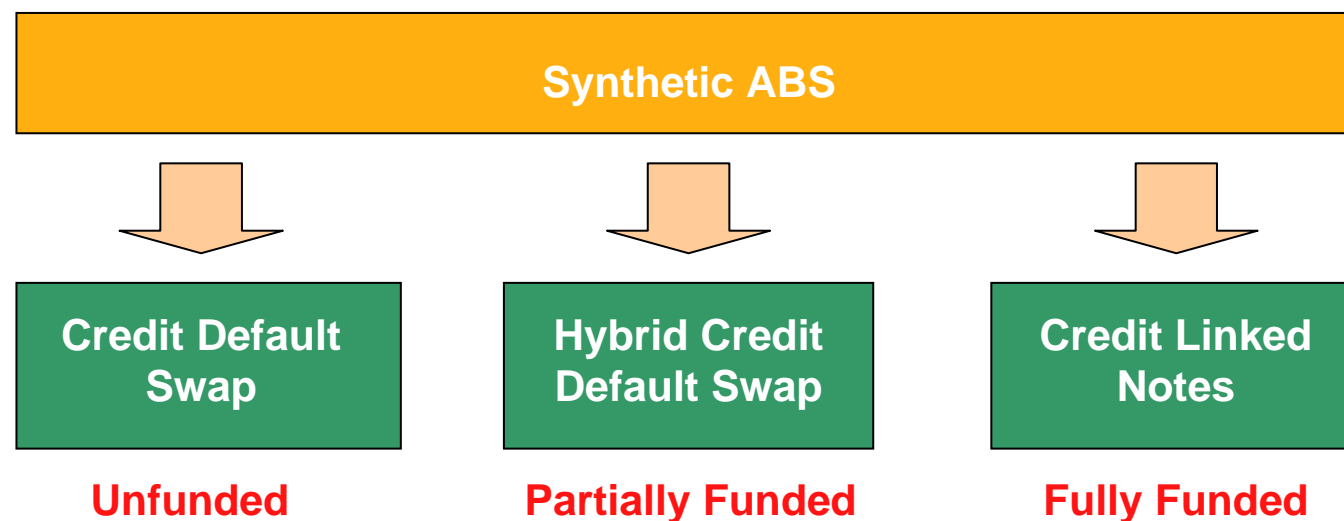 Synthetic ABS
Credit Default
Swap
Hybrid Credit
Default Swap
Credit Linked
Notes
Unfunded
Partially Funded
Fully Funded